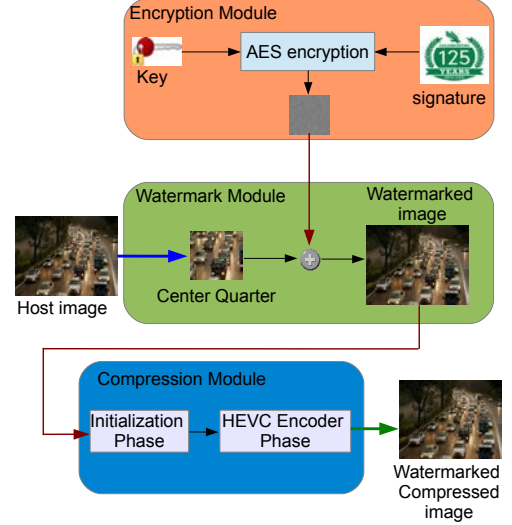 Encryption Module
Key
AES encryption
125
YEARS
signature
Watermark Module
Watermarked
image
Host image
Center Quarter
Compression Module
Initialization
Phase
HEVC Encoder
Phase
Watermarked
Compressed
image